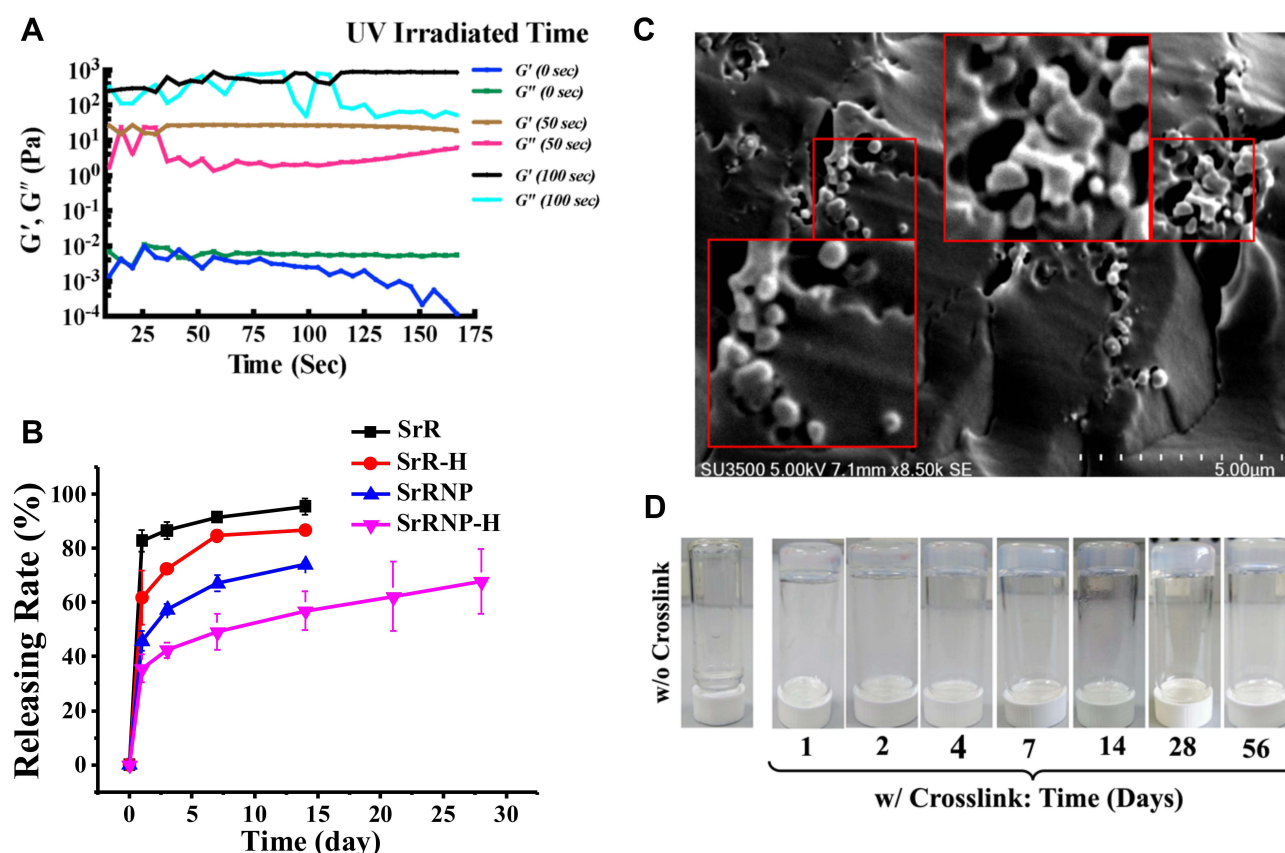 A
UV Irradiated Time
G′ (0 sec)
G″ (0 sec)
G′ (50 sec)
G″ (50 sec)
G′ (100 sec)
G″ (100 sec)
G′, G″ (Pa)
10³
10²
10¹
10⁰
10⁻¹
10⁻²
10⁻³
10⁻⁴
25 50 75 100 125 150 175
Time (Sec)
B
SrR
SrR-H
SrRNP
SrRNP-H
Releasing Rate (%)
100
80
60
40
20
0
0 5 10 15 20 25 30
Time (day)
C
SU3500 5.00kV 7.1mm x8.50k SE
5.00µm
D
w/o Crosslink
1 2 4 7 14 28 56
w/ Crosslink: Time (Days)